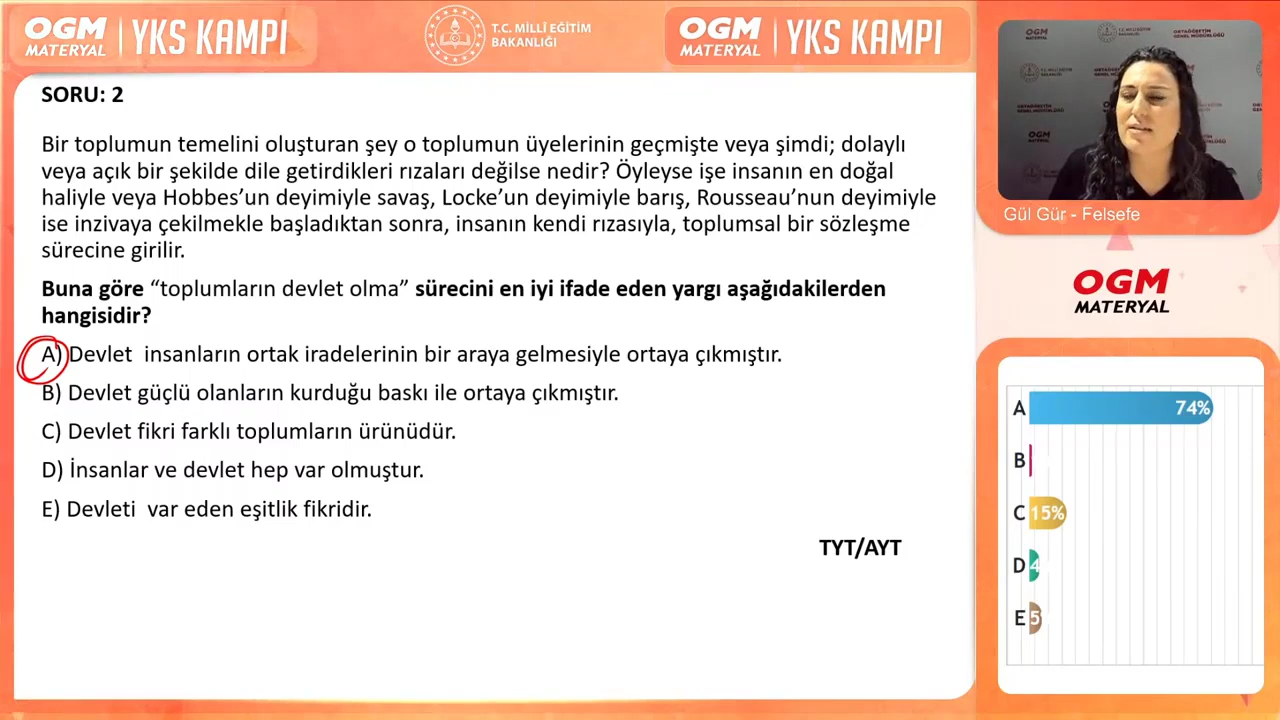 OGM
MATERYAL
YKS KAMPI
T.C. MİLLÎ EĞİTİM
BAKANLIĞI
OGM
MATERYAL
YKS KAMPI
SORU: 2
Bir toplumun temelini oluşturan şey o toplumun üyelerinin geçmişte veya şimdi; dolaylı
veya açık bir şekilde dile getirdikleri rızaları değilse nedir? Öyleyse işe insanın en doğal
haliyle veya Hobbes’un deyimiyle savaş, Locke’un deyimiyle barış, Rousseau’nun deyimiyle
ise inzivaya çekilmekle başladıktan sonra, insanın kendi rızasıyla, toplumsal bir sözleşme
sürecine girilir.
Buna göre “toplumların devlet olma” sürecini en iyi ifade eden yargı aşağıdakilerden
hangisidir?
A) Devlet insanların ortak iradelerinin bir araya gelmesiyle ortaya çıkmıştır.
B) Devlet güçlü olanların kurduğu baskı ile ortaya çıkmıştır.
C) Devlet fikri farklı toplumların ürünüdür.
D) İnsanlar ve devlet hep var olmuştur.
E) Devleti var eden eşitlik fikridir.
TYT/AYT
OGM
MATERYAL
Gül Gür - Felsefe
OGM
MATERYAL
A 74%
B
C 15%
D 4
E 5